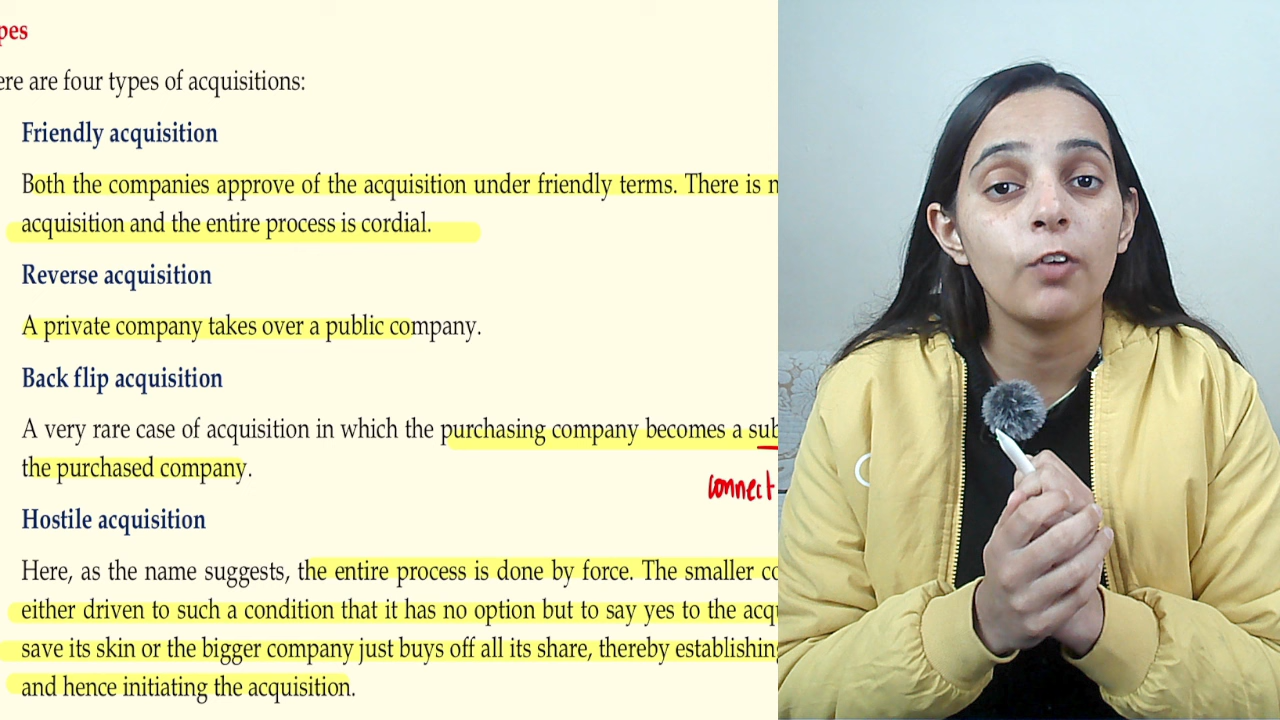 pes
ere are four types of acquisitions:
Friendly acquisition
Both the companies approve of the acquisition under friendly terms. There is n
acquisition and the entire process is cordial.
Reverse acquisition
A private company takes over a public company.
Back flip acquisition
A very rare case of acquisition in which the purchasing company becomes a sub
the purchased company.
connect
Hostile acquisition
Here, as the name suggests, the entire process is done by force. The smaller co
either driven to such a condition that it has no option but to say yes to the acqu
save its skin or the bigger company just buys off all its share, thereby establishin
and hence initiating the acquisition.